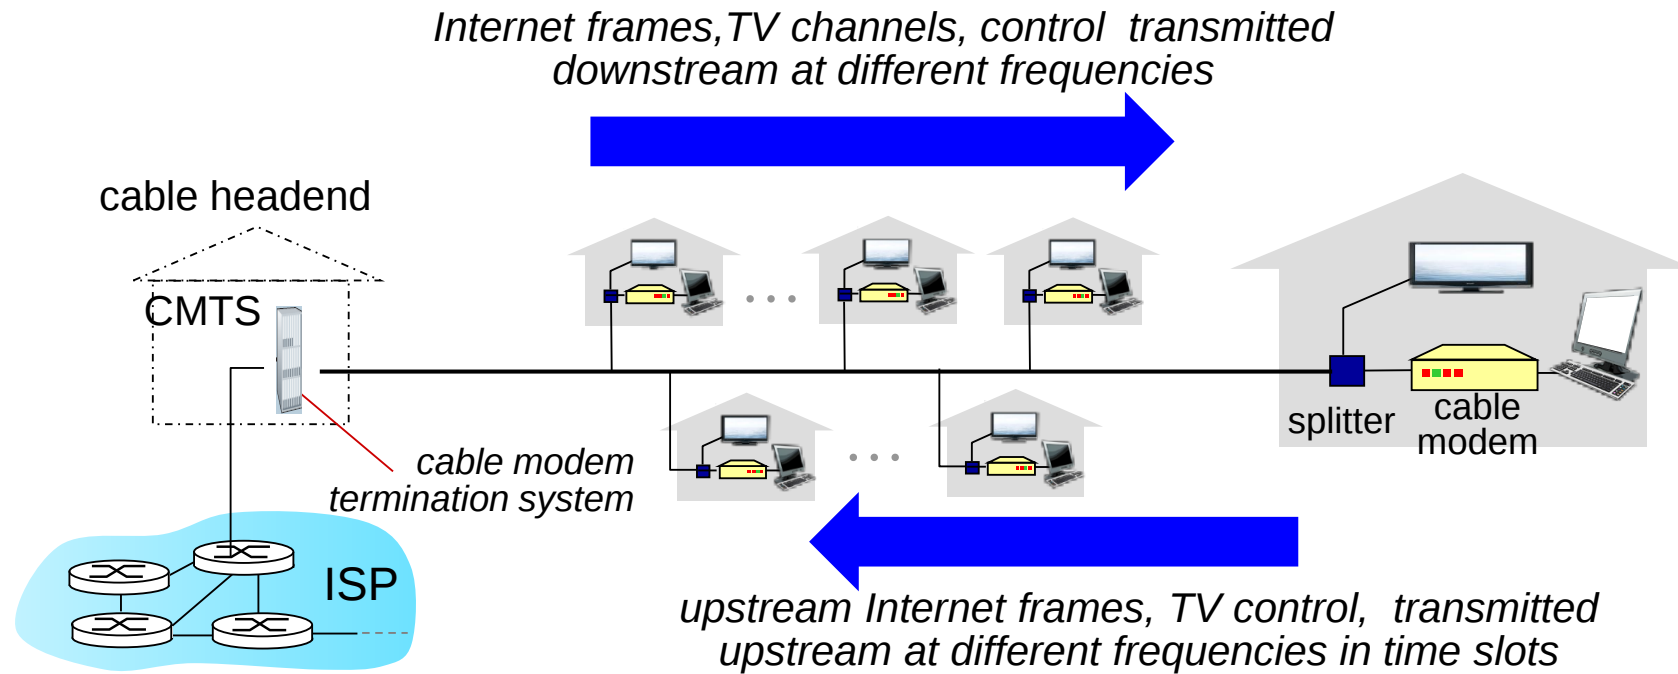 Internet frames,TV channels, control transmitted
downstream at different frequencies
cable headend
CMTS
splitter
cable
modem
cable modem
termination system
ISP
upstream Internet frames, TV control, transmitted
upstream at different frequencies in time slots